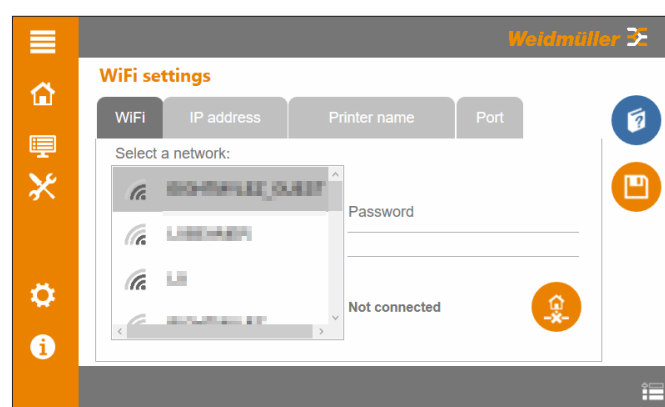 Weidmüller
WiFi settings
WiFi
IP address
Printer name
Port
Select a network:
Password
Not connected